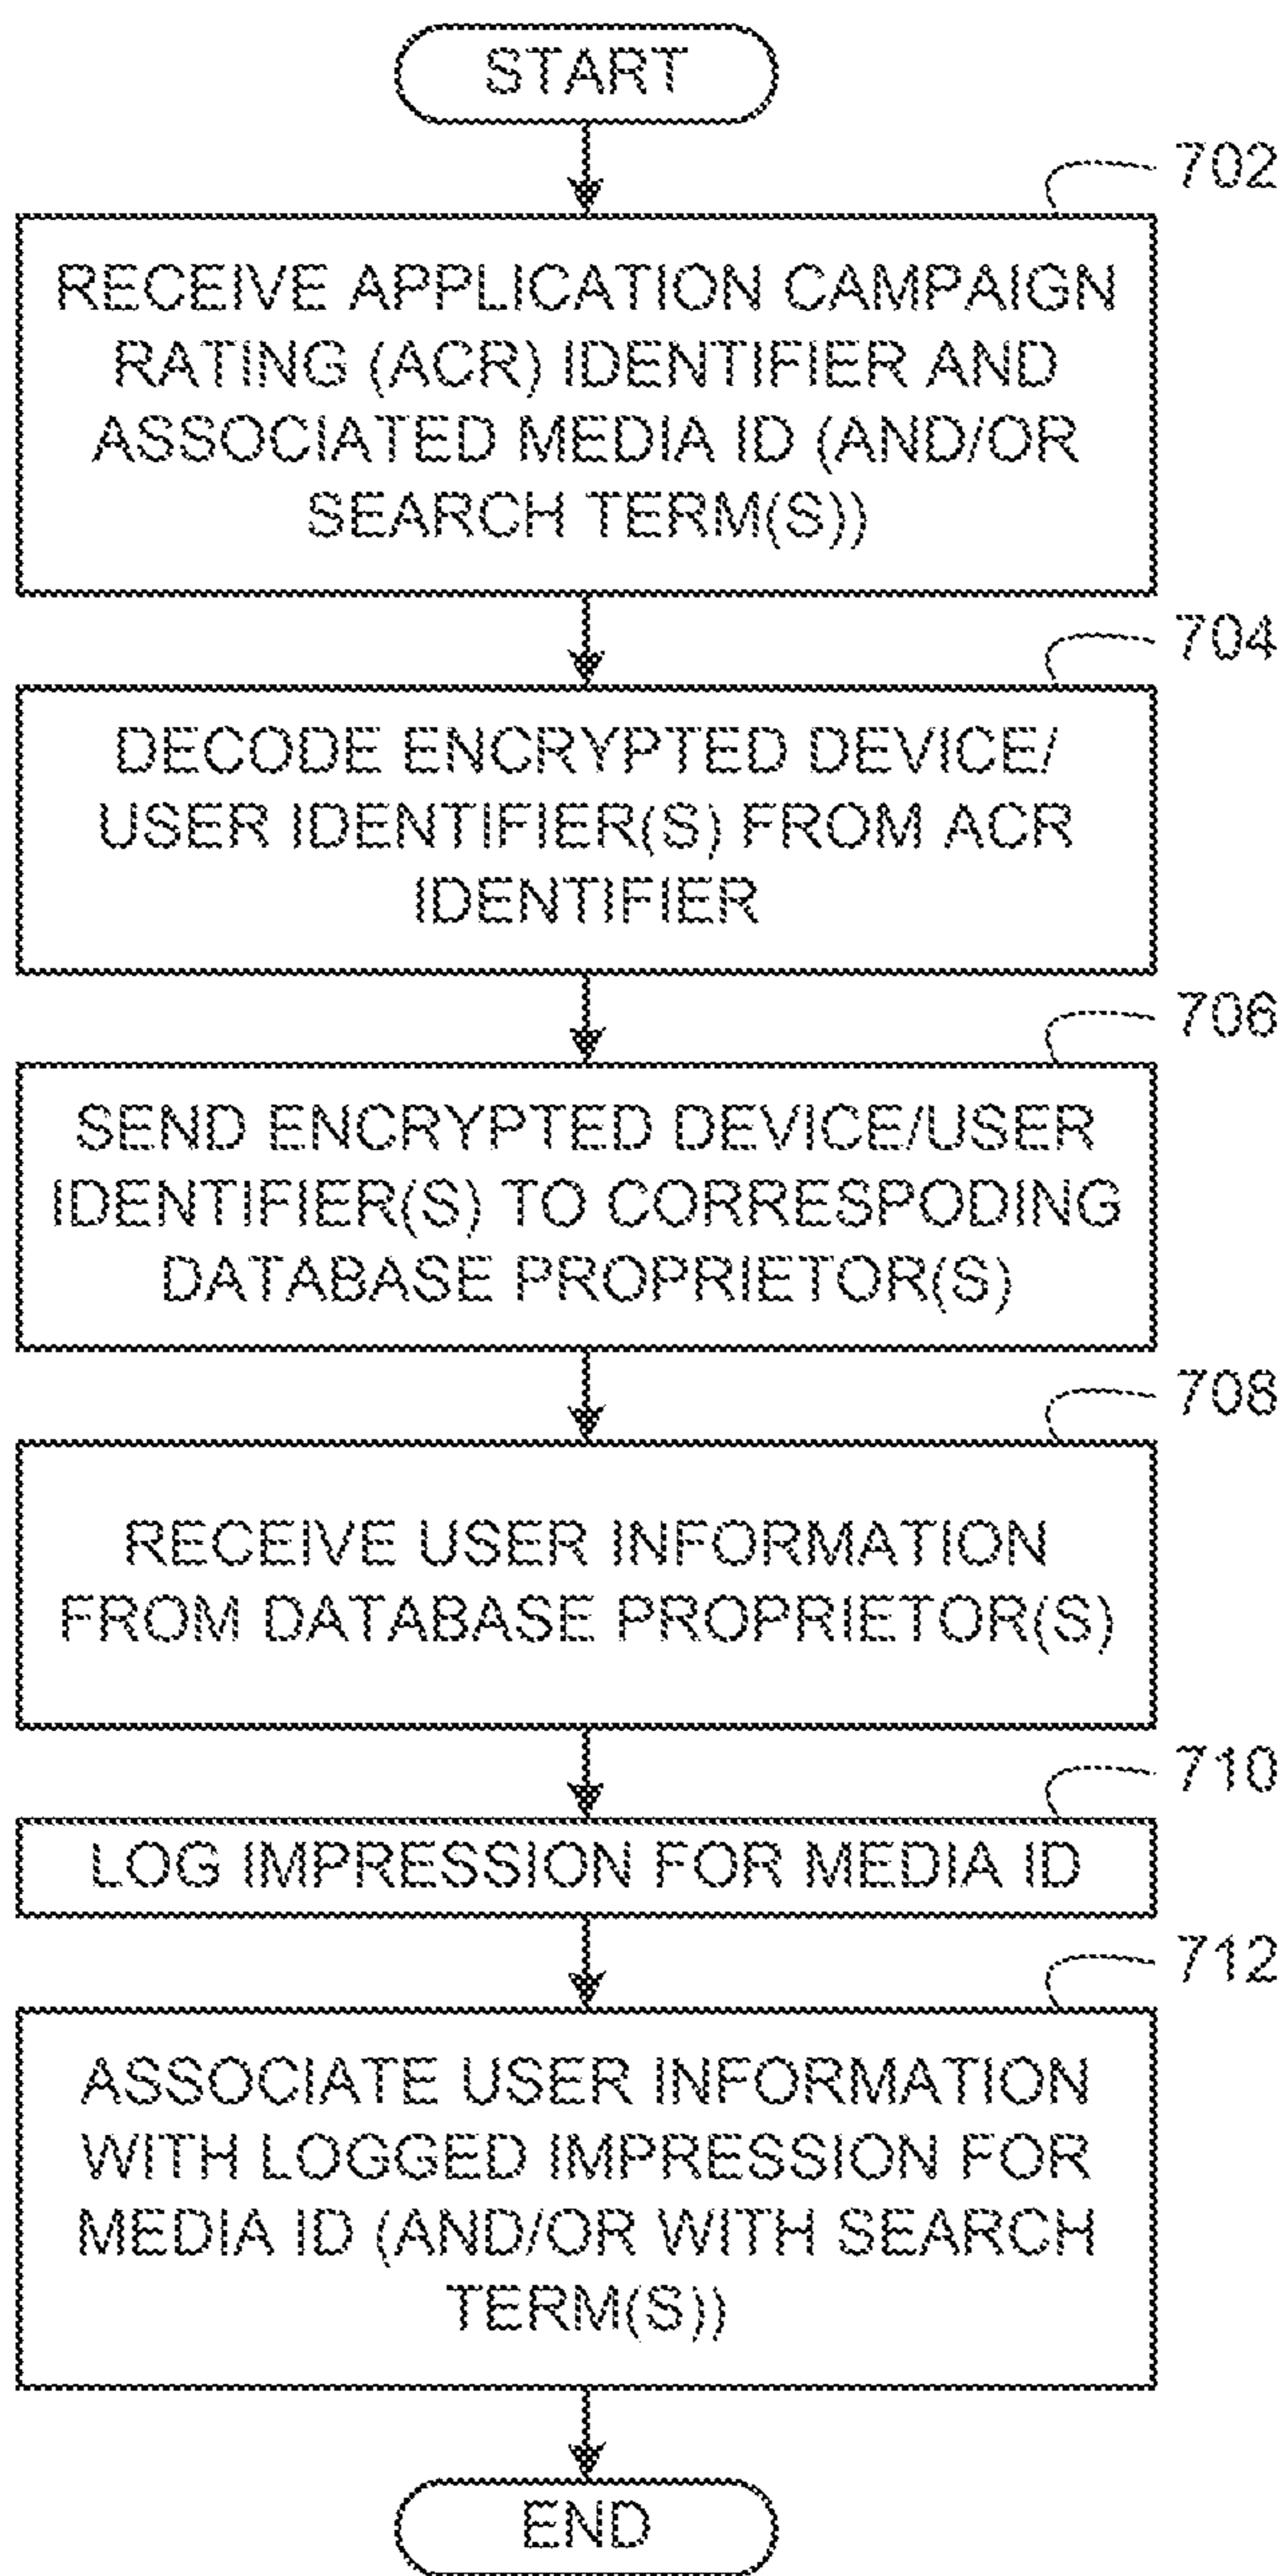 START
702
RECEIVE APPLICATION CAMPAIGN
RATING (ACR) IDENTIFIER AND
ASSOCIATED MEDIA ID (AND/OR
SEARCH TERM(S))
704
DECODE ENCRYPTED DEVICE/
USER IDENTIFIER(S) FROM ACR
IDENTIFIER
706
SEND ENCRYPTED DEVICE/USER
IDENTIFIER(S) TO CORRESPODING
DATABASE PROPRIETOR(S)
708
RECEIVE USER INFORMATION
FROM DATABASE PROPRIETOR(S)
710
LOG IMPRESSION FOR MEDIA ID
712
ASSOCIATE USER INFORMATION
WITH LOGGED IMPRESSION FOR
MEDIA ID (AND/OR WITH SEARCH
TERM(S))
END